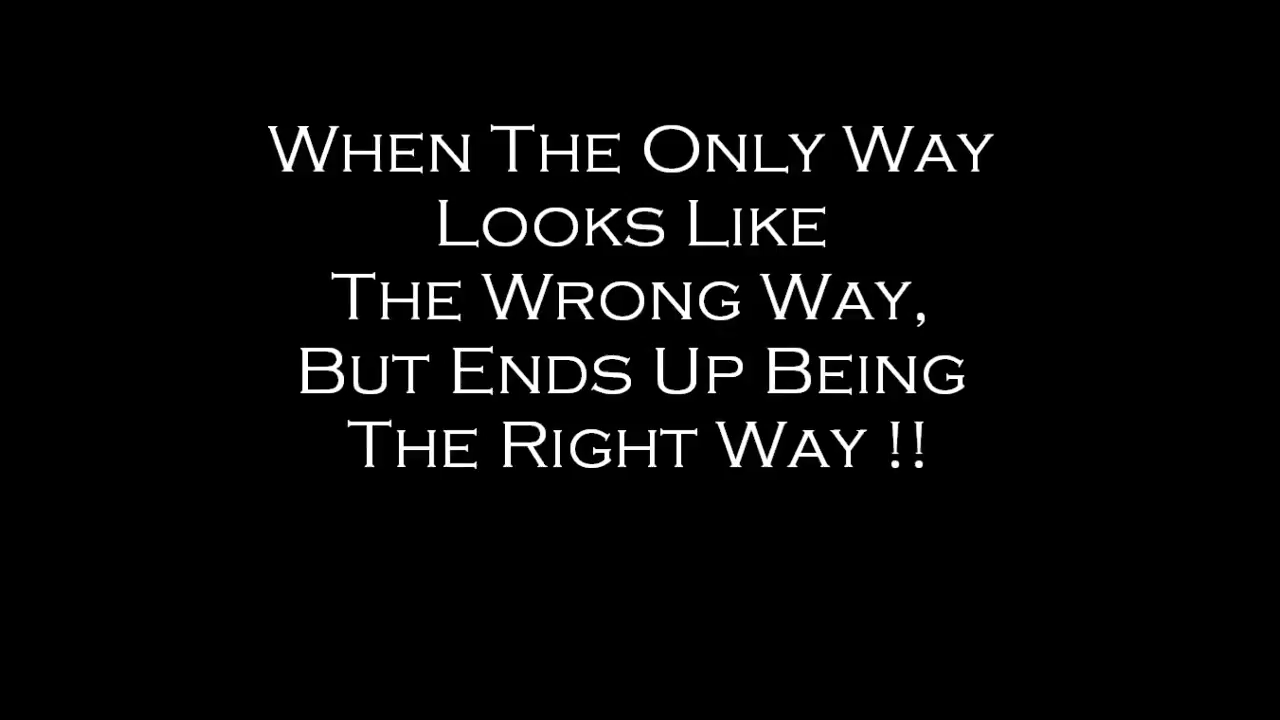 When The Only Way
Looks Like
The Wrong Way,
But Ends Up Being
The Right Way !!